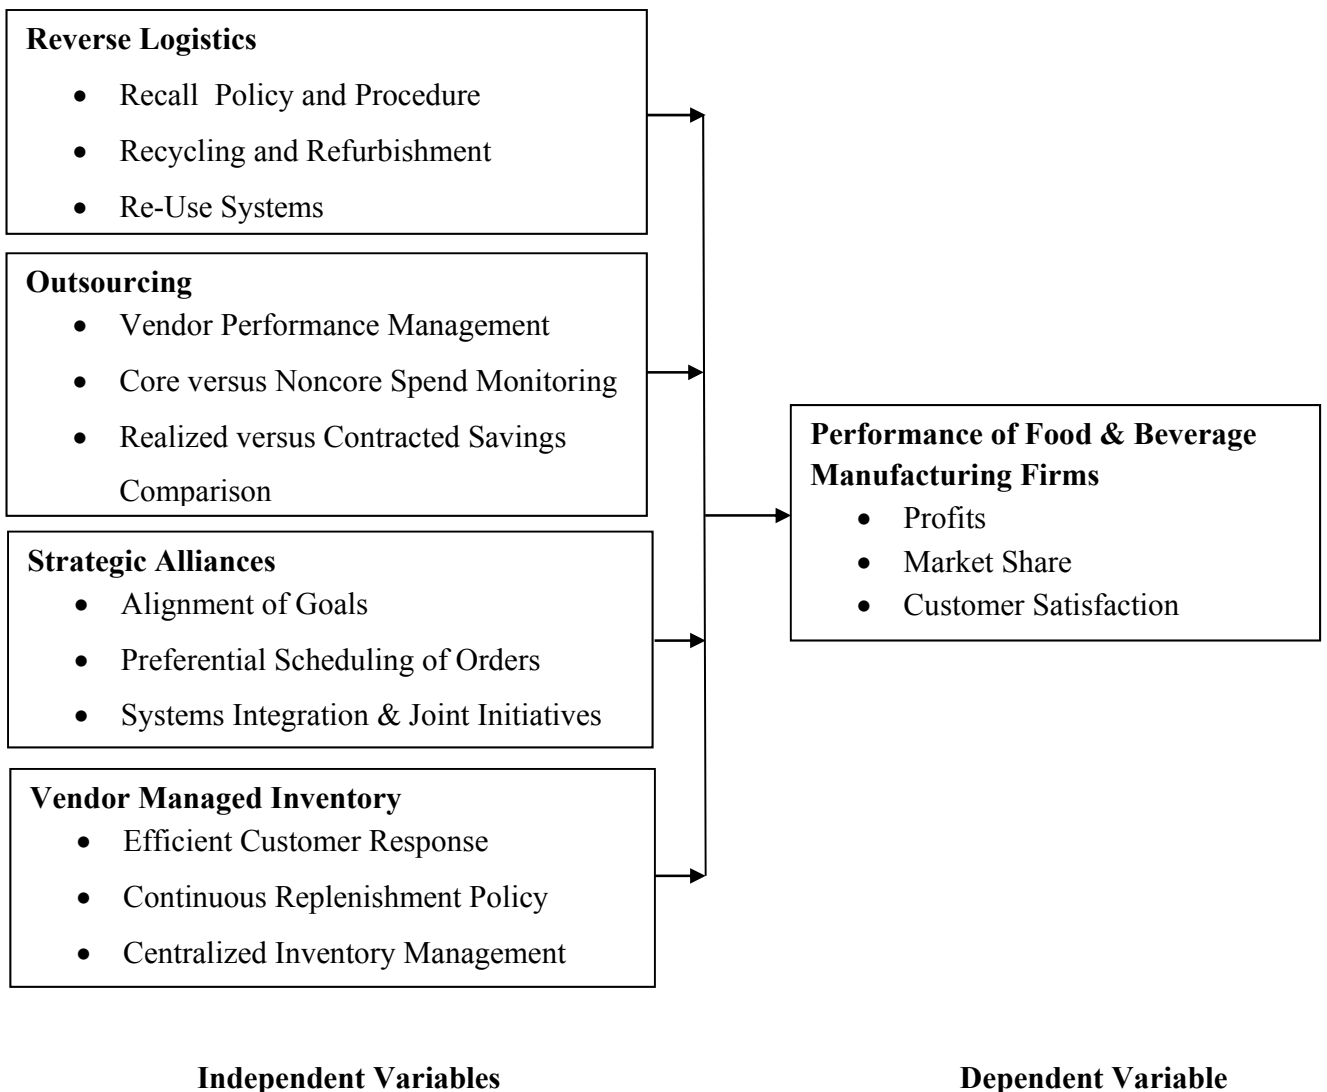 Reverse Logistics
• Recall  Policy and Procedure
• Recycling and Refurbishment
• Re-Use Systems
Outsourcing
• Vendor Performance Management
• Core versus Noncore Spend Monitoring
• Realized versus Contracted Savings
Comparison
Strategic Alliances
• Alignment of Goals
• Preferential Scheduling of Orders
• Systems Integration & Joint Initiatives
Vendor Managed Inventory
• Efficient Customer Response
• Continuous Replenishment Policy
• Centralized Inventory Management
Performance of Food & Beverage
Manufacturing Firms
• Profits
• Market Share
• Customer Satisfaction
Independent Variables
Dependent Variable